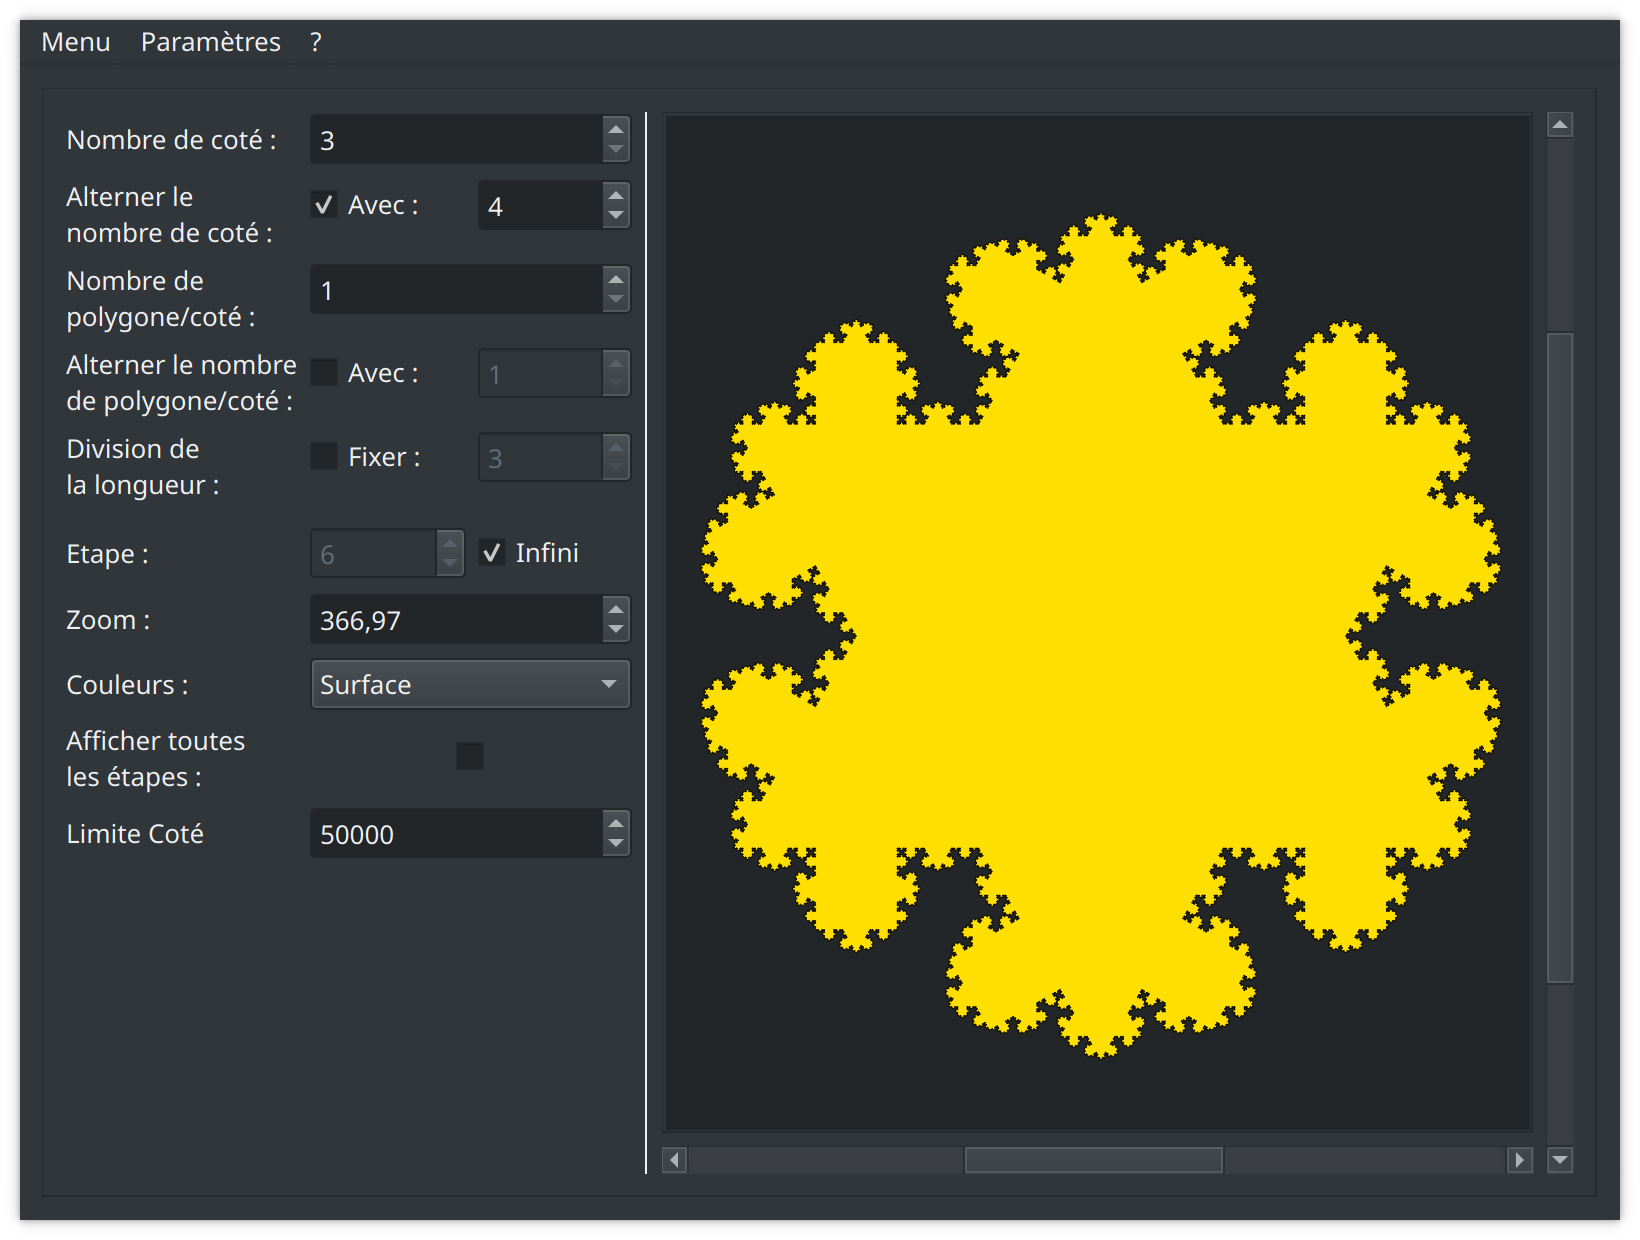 Menu Paramètres ?
Nombre de coté : 3
Alterner le
nombre de coté : Avec : 4
Nombre de
polygone/coté : 1
Alterner le nombre
de polygone/coté : Avec : 1
Division de
la longueur : Fixer : 3
Etape : 6 Infini
Zoom : 366,97
Couleurs : Surface
Afficher toutes
les étapes :
Limite Coté 50000